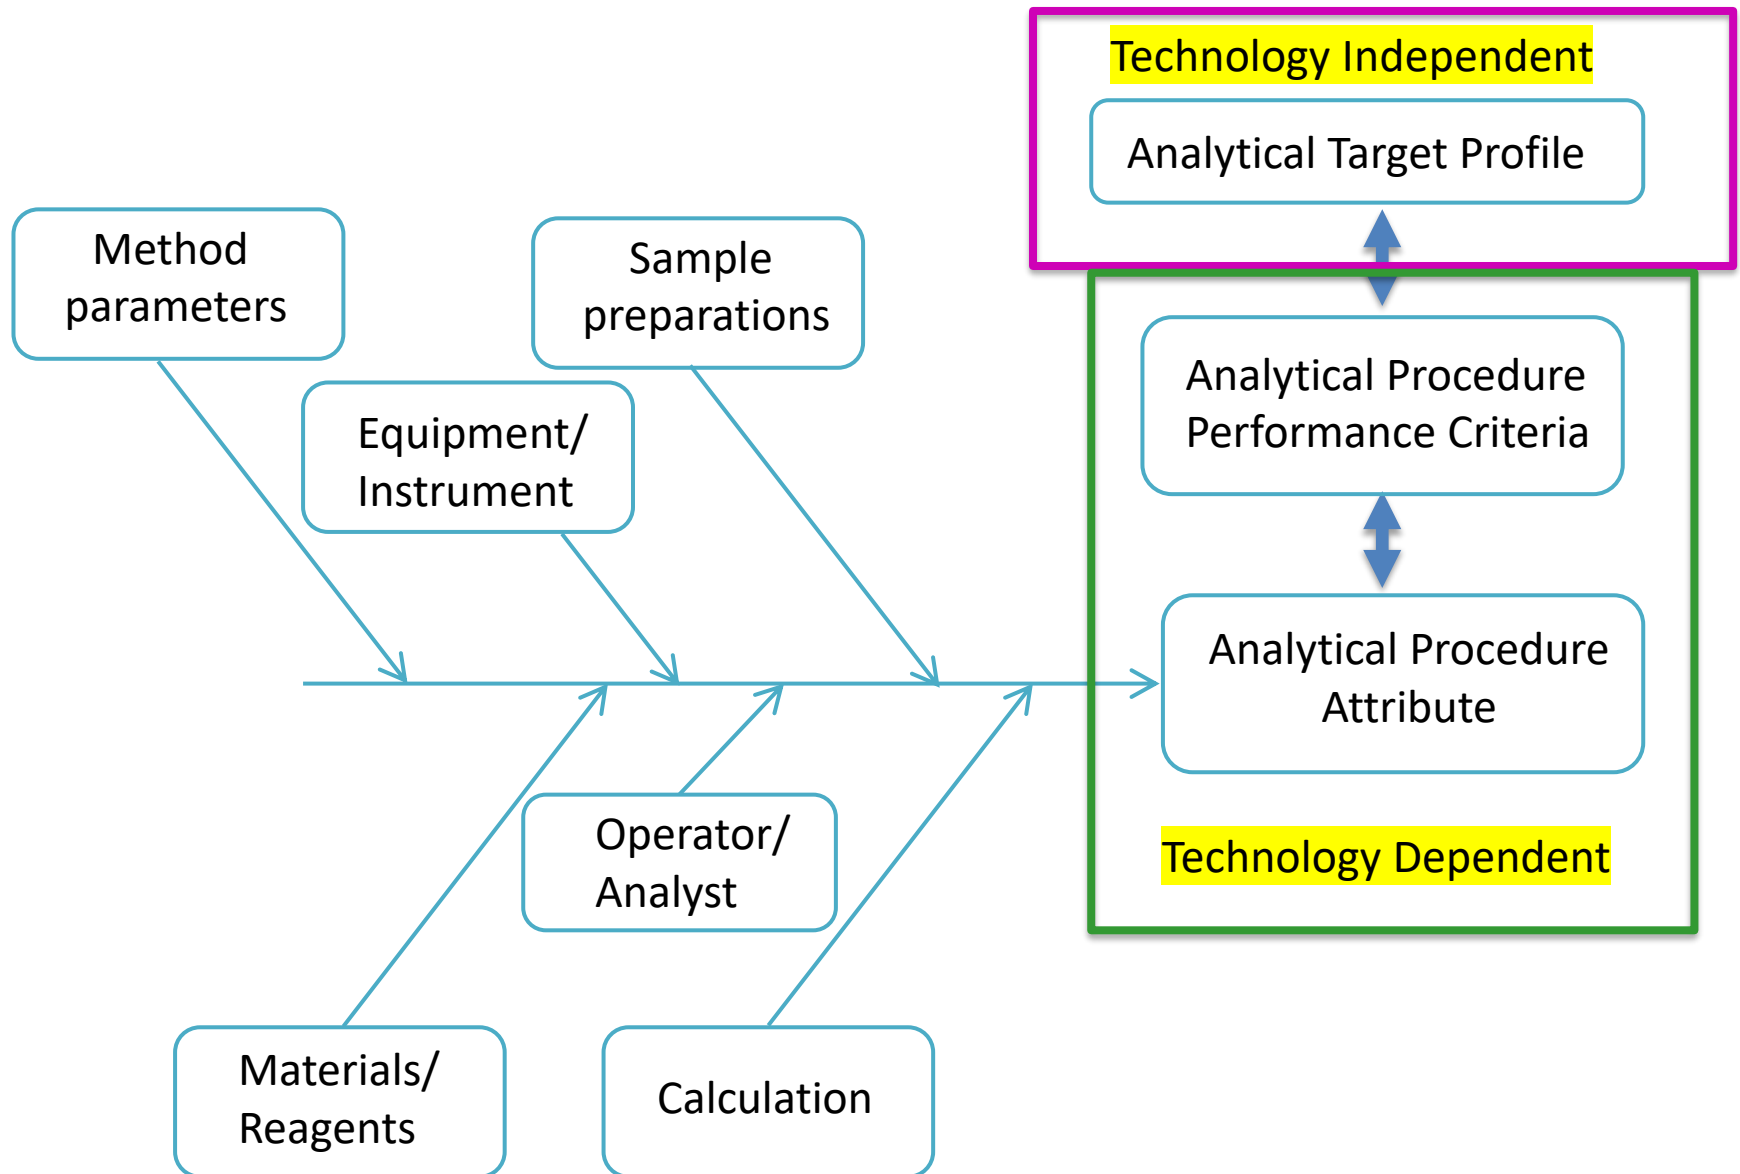 Technology Independent
Analytical Target Profile
Method
parameters
Sample
preparations
Equipment/
Instrument
Analytical Procedure
Performance Criteria
Analytical Procedure
Attribute
Operator/
Analyst
Technology Dependent
Materials/
Reagents
Calculation